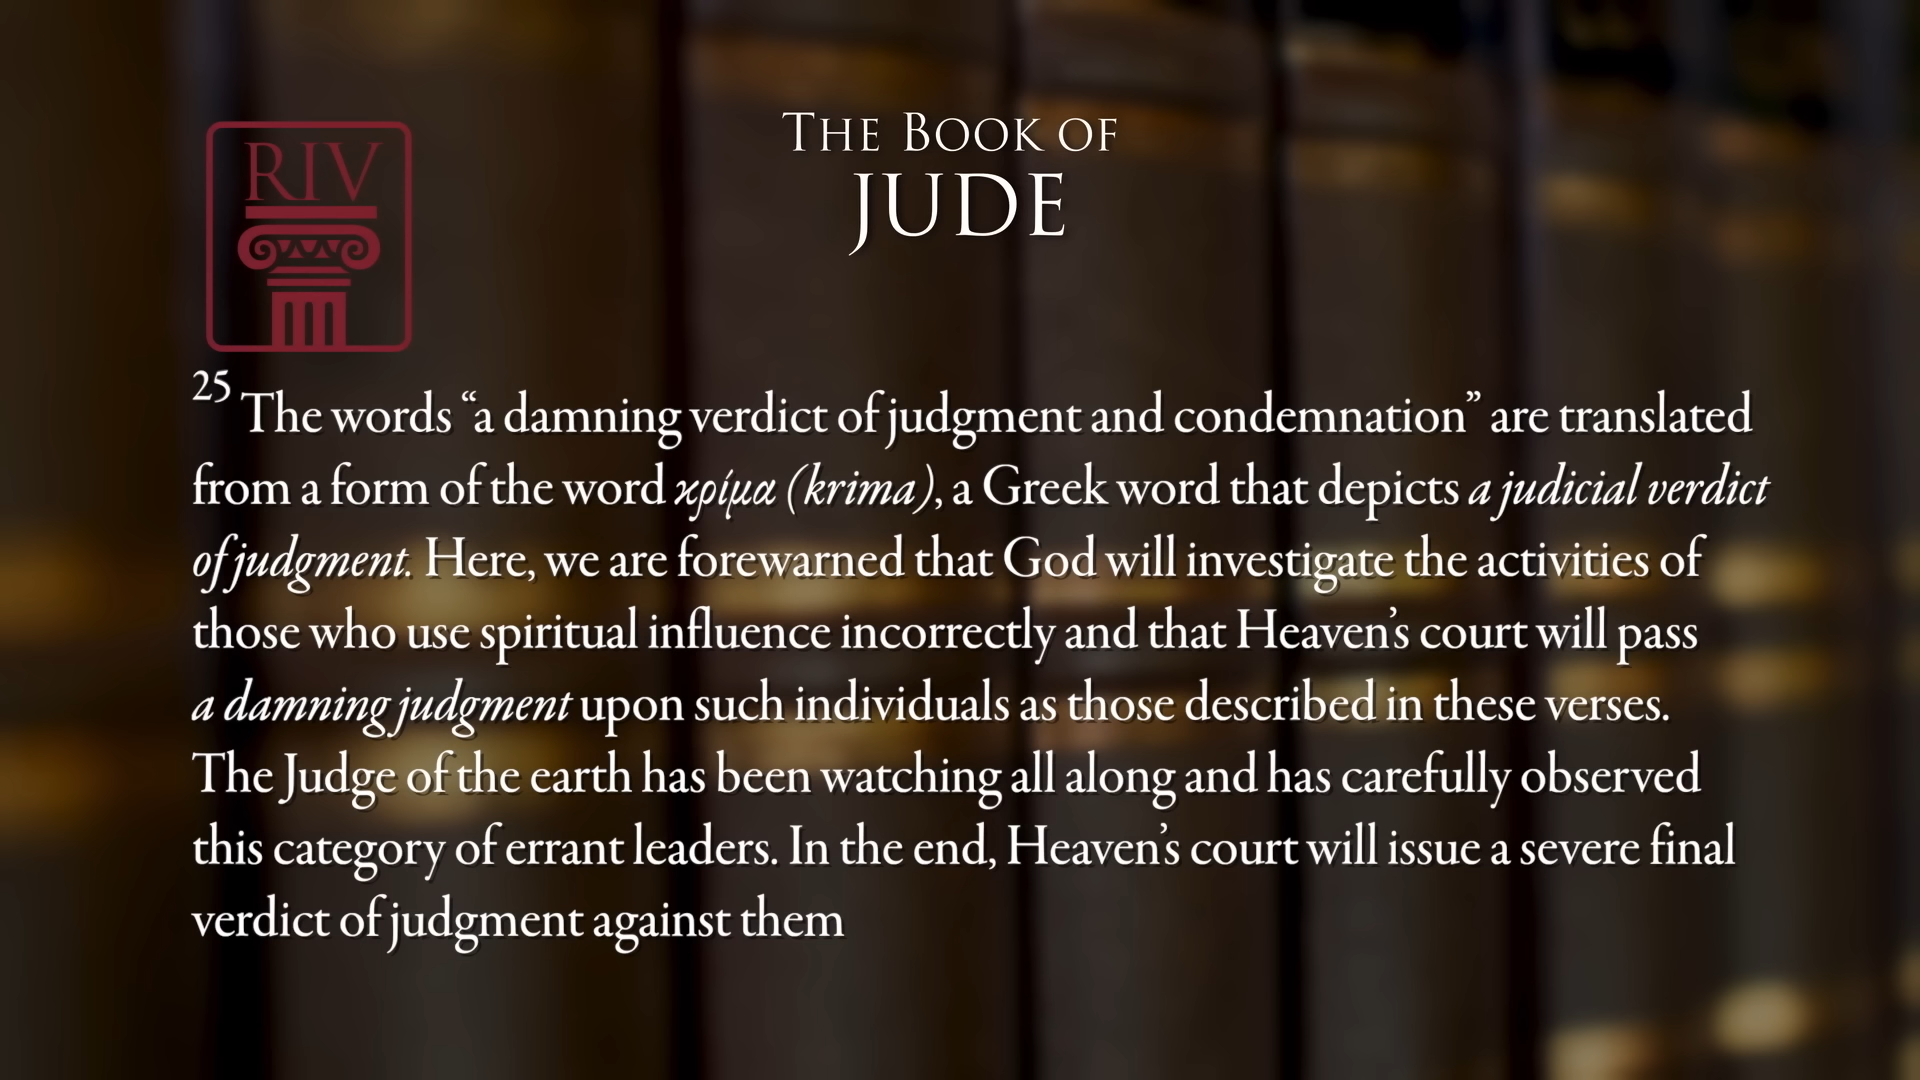 RIV
The Book of
JUDE
25 The words “a damning verdict of judgment and condemnation” are translated
from a form of the word κρίμα (krima), a Greek word that depicts a judicial verdict
of judgment. Here, we are forewarned that God will investigate the activities of
those who use spiritual influence incorrectly and that Heaven’s court will pass
a damning judgment upon such individuals as those described in these verses.
The Judge of the earth has been watching all along and has carefully observed
this category of errant leaders. In the end, Heaven’s court will issue a severe final
verdict of judgment against them